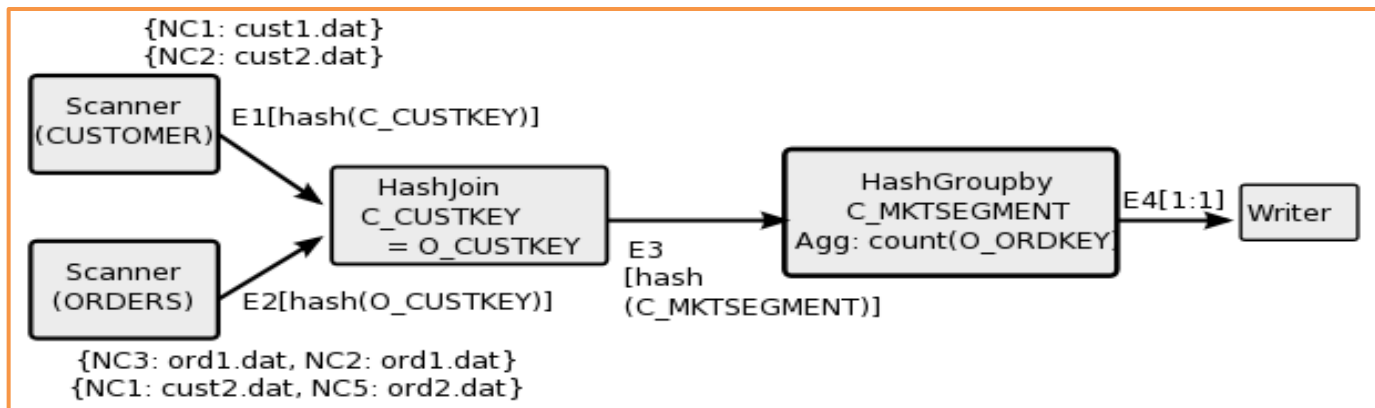 {NC1: cust1.dat}
{NC2: cust2.dat}
Scanner
(CUSTOMER)
E1[hash(C_CUSTKEY)]
HashJoin
C_CUSTKEY
= O_CUSTKEY
Scanner
(ORDERS)
E2[hash(O_CUSTKEY)]
{NC3: ord1.dat, NC2: ord1.dat}
{NC1: cust2.dat, NC5: ord2.dat}
E3
[hash
(C_MKTSEGMENT)]
HashGroupby
C_MKTSEGMENT
Agg: count(O_ORDKEY)
E4[1:1]
Writer